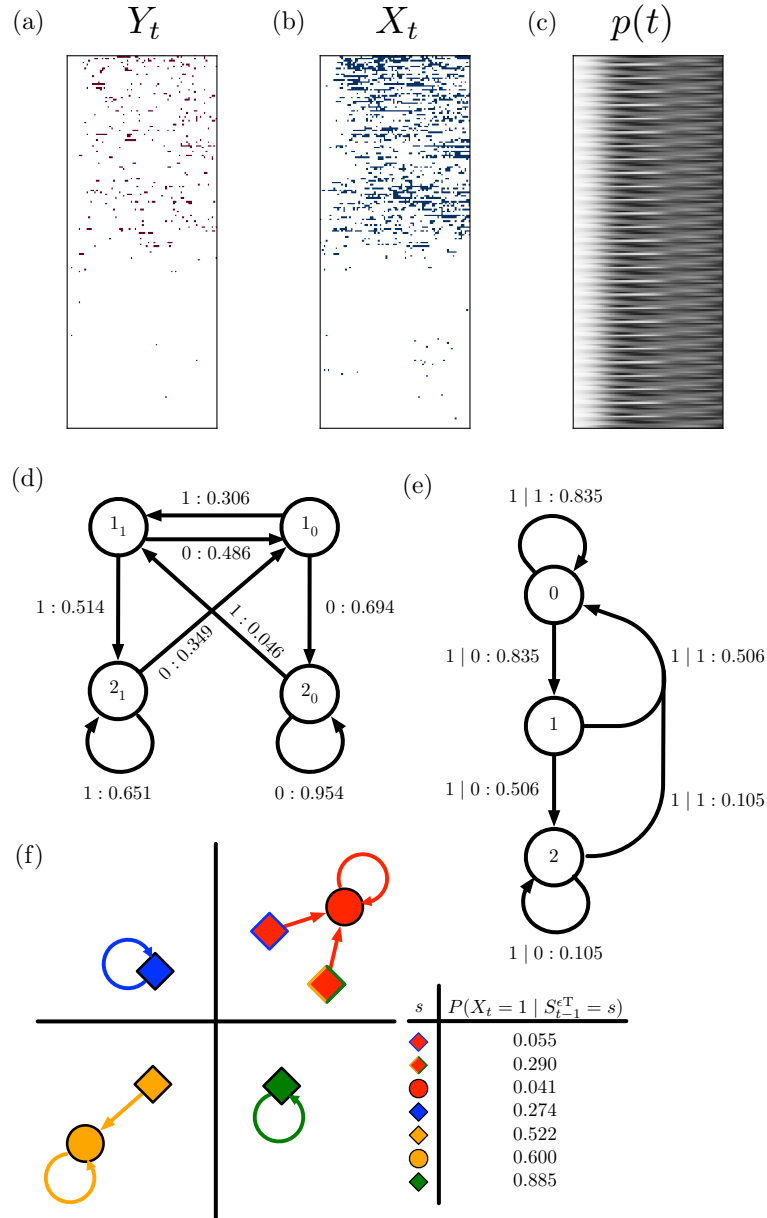 (a) Y_t (b) X_t (c) p(t)
(d)
1 : 0.306
1_1 1_0
0 : 0.486
1 : 0.514
0 : 0.349
1 : 0.046
0 : 0.694
2_1 2_0
1 : 0.651
0 : 0.954
(e)
1 | 1 : 0.835
0
1 | 0 : 0.835
1 | 1 : 0.506
1
1 | 0 : 0.506
1 | 1 : 0.105
2
1 | 0 : 0.105
(f)
s P(X_t = 1 | S_{t-1}^{ϵT} = s)
0.055
0.290
0.041
0.274
0.522
0.600
0.885